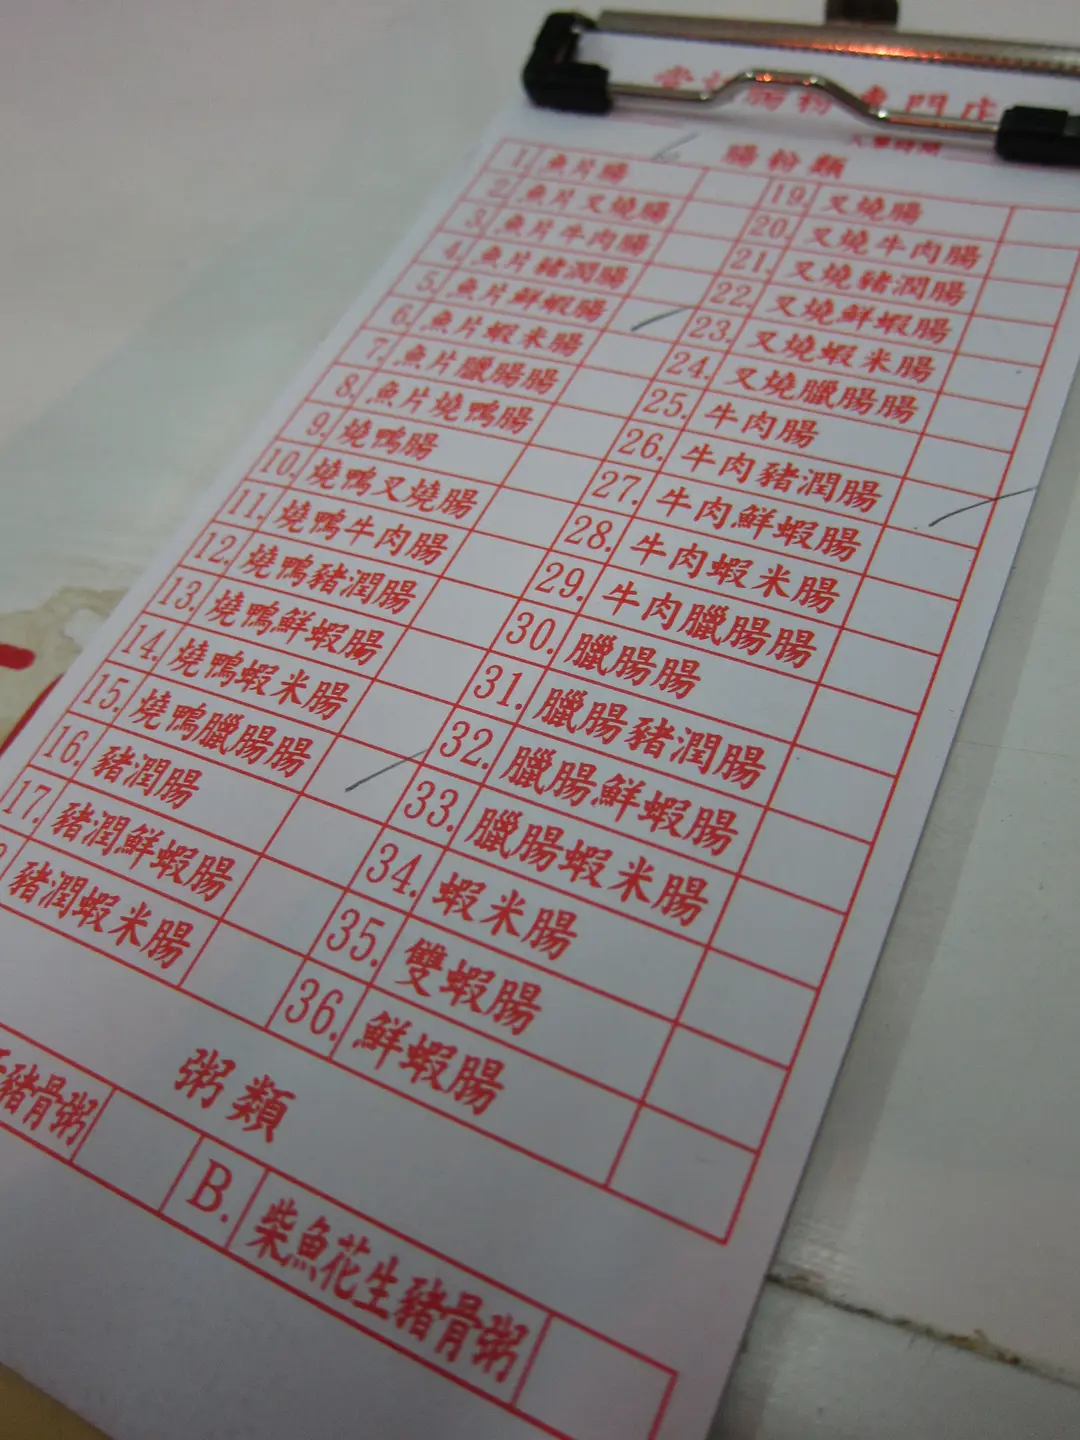 腸粉 專門店
腸粉類
1. 魚片腸
2. 魚片叉燒腸
3. 魚片牛肉腸
4. 魚片豬潤腸
5. 魚片鮮蝦腸
6. 魚片蝦米腸
7. 魚片臘腸腸
8. 魚片燒鴨腸
9. 燒鴨腸
10. 燒鴨叉燒腸
11. 燒鴨牛肉腸
12. 燒鴨豬潤腸
13. 燒鴨鮮蝦腸
14. 燒鴨蝦米腸
15. 燒鴨臘腸腸
16. 豬潤腸
17. 豬潤鮮蝦腸
豬潤蝦米腸
19. 叉燒腸
20. 叉燒牛肉腸
21. 叉燒豬潤腸
22. 叉燒鮮蝦腸
23. 叉燒蝦米腸
24. 叉燒臘腸腸
25. 牛肉腸
26. 牛肉豬潤腸
27. 牛肉鮮蝦腸
28. 牛肉蝦米腸
29. 牛肉臘腸腸
30. 臘腸腸
31. 臘腸豬潤腸
32. 臘腸鮮蝦腸
33. 臘腸蝦米腸
34. 蝦米腸
35. 雙蝦腸
36. 鮮蝦腸
粥類
豬骨粥
B. 柴魚花生豬骨粥